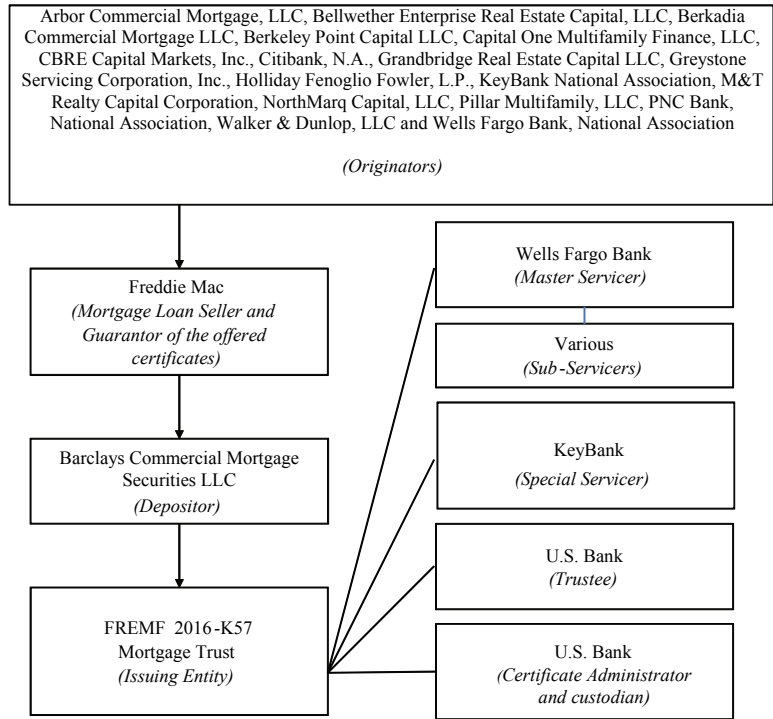 Arbor Commercial Mortgage, LLC, Bellwether Enterprise Real Estate Capital, LLC, Berkadia
Commercial Mortgage LLC, Berkeley Point Capital LLC, Capital One Multifamily Finance, LLC,
CBRE Capital Markets, Inc., Citibank, N.A., Grandbridge Real Estate Capital LLC, Greystone
Servicing Corporation, Inc., Holliday Fenoglio Fowler, L.P., KeyBank National Association, M&T
Realty Capital Corporation, NorthMarq Capital, LLC, Pillar Multifamily, LLC, PNC Bank,
National Association, Walker & Dunlop, LLC and Wells Fargo Bank, National Association
(Originators)
Freddie Mac
(Mortgage Loan Seller and
Guarantor of the offered
certificates)
Barclays Commercial Mortgage
Securities LLC
(Depositor)
FREMF 2016-K57
Mortgage Trust
(Issuing Entity)
Wells Fargo Bank
(Master Servicer)
Various
(Sub-Servicers)
KeyBank
(Special Servicer)
U.S. Bank
(Trustee)
U.S. Bank
(Certificate Administrator
and custodian)